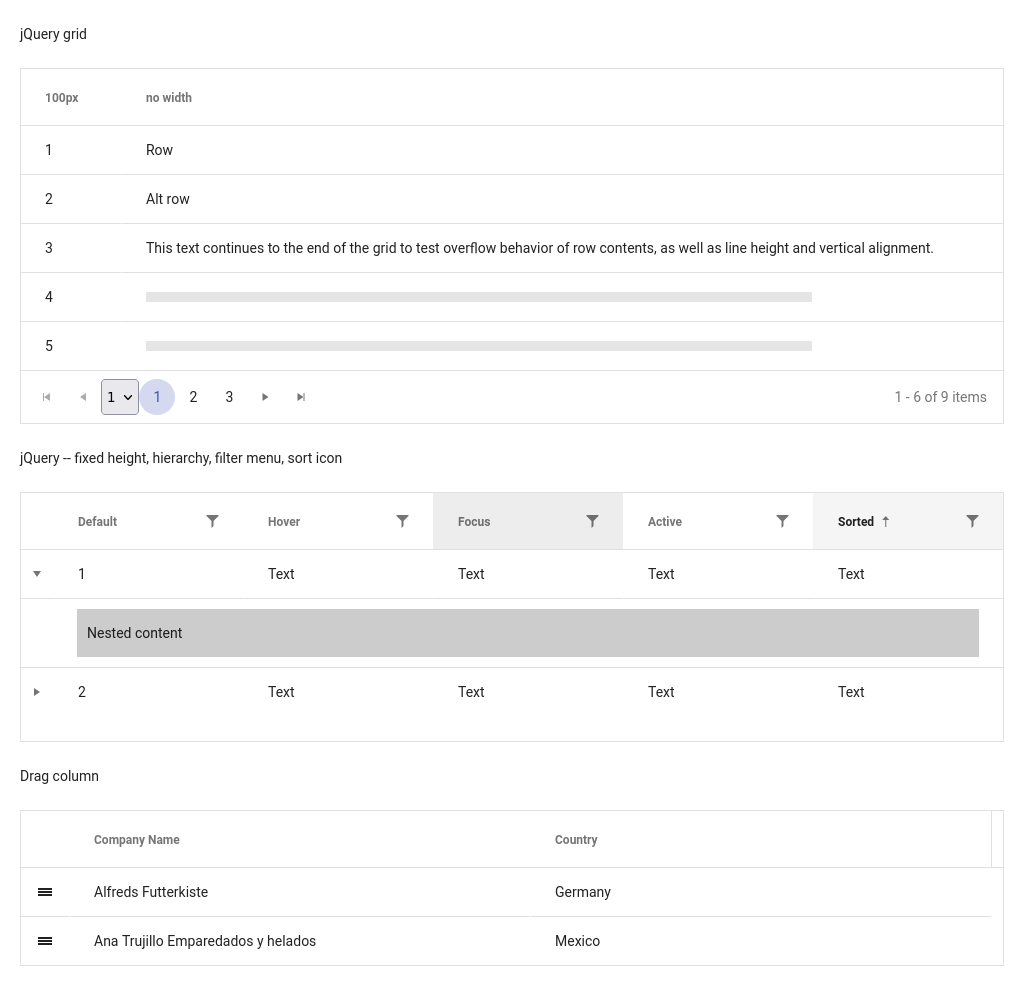 jQuery grid
100px no width
1 Row
2 Alt row
3 This text continues to the end of the grid to test overflow behavior of row contents, as well as line height and vertical alignment.
4
5
1 1 2 3 1 - 6 of 9 items
jQuery -- fixed height, hierarchy, filter menu, sort icon
Default Hover Focus Active Sorted
1 Text Text Text Text
Nested content
2 Text Text Text Text
Drag column
Company Name Country
Alfreds Futterkiste Germany
Ana Trujillo Emparedados y helados Mexico